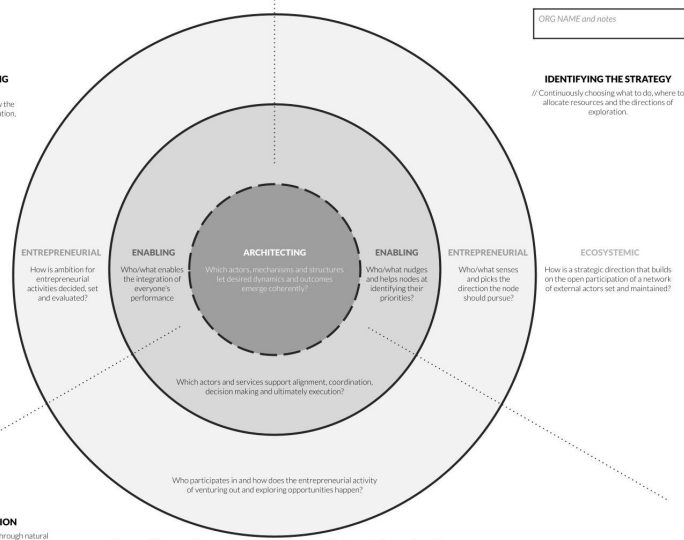 ORG NAME and notes
NG
IDENTIFYING THE STRATEGY
// Continuously choosing what to do, where to
allocate resources and the directions of
exploration.
the
ENTREPRENEURIAL
How is ambition for
entrepreneurial
activities decided, set
and evaluated?
ENABLING
Who/what enables
the integration of
everyone's
performance
ARCHITECTING
Which actors, mechanisms and structures
let desired dynamics and outcomes
emerge coherently?
ENABLING
Who/what nudges
and helps nodes at
identifying their
priorities?
ENTREPRENEURIAL
Who/what senses
and picks the
direction the node
should pursue?
ECOSYSTEMIC
How is a strategic direction that builds
on the open participation of a network
of external actors set and maintained?
Which actors and services support alignment, coordination,
decision making and ultimately execution?
Who participates in and how does the entrepreneurial activity
of venturing out and exploring opportunities happen?
ION
through natural